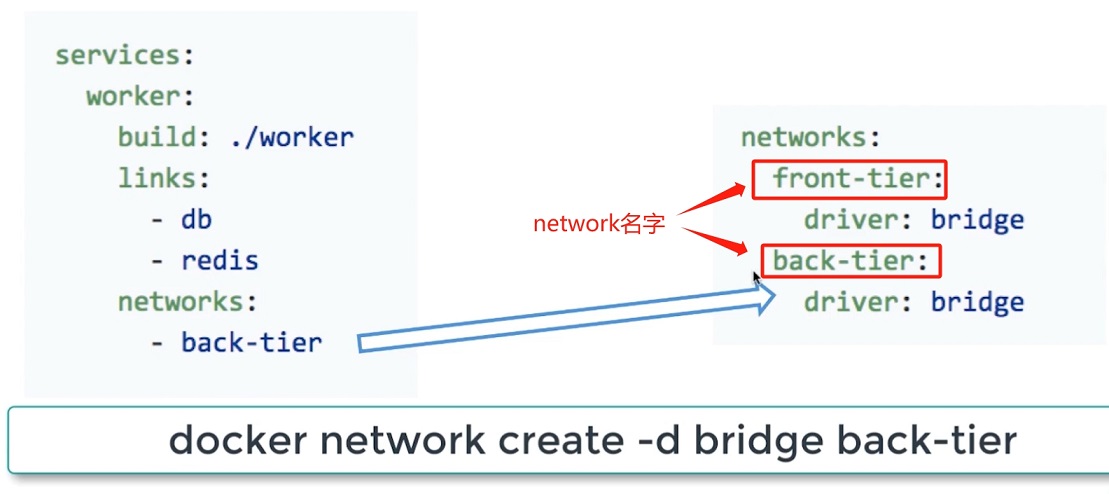 services:
worker:
build: ./worker
links:
- db
- redis
networks:
- back-tier
network名字
networks:
front-tier:
driver: bridge
back-tier:
driver: bridge
docker network create -d bridge back-tier